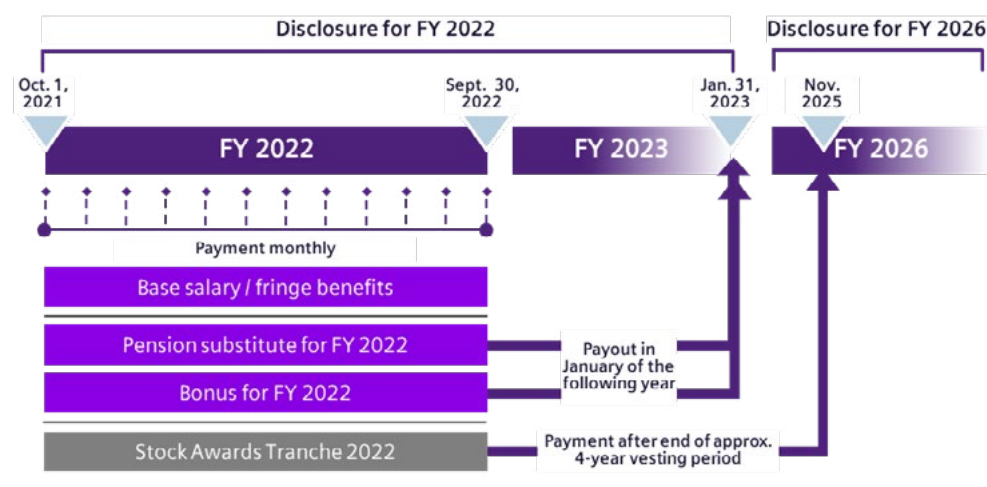 Disclosure for FY 2022
Disclosure for FY 2026
Oct. 1,
2021
Sept. 30,
2022
Jan. 31,
2023
Nov.
2025
FY 2022
FY 2023
FY 2026
Payment monthly
Base salary / fringe benefits
Pension substitute for FY 2022
Bonus for FY 2022
Payout in
January of the
following year
Stock Awards Tranche 2022
Payment after end of approx.
4-year vesting period